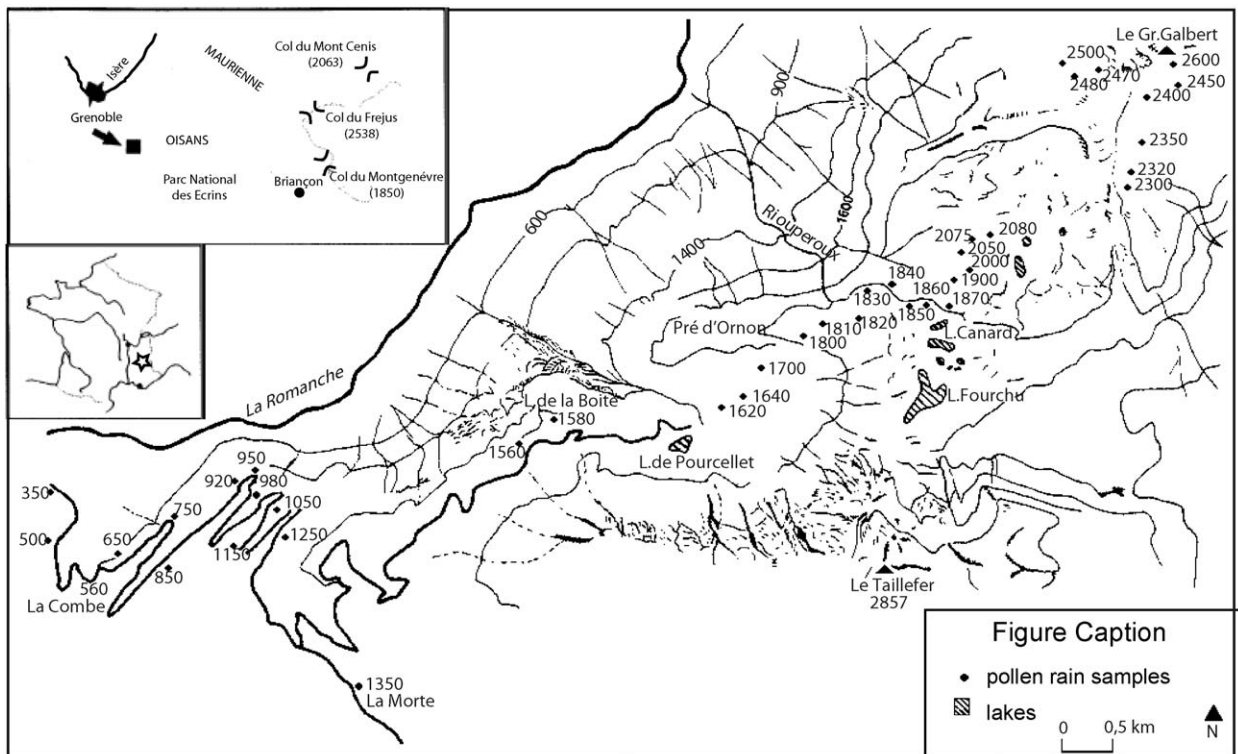 Isère
Grenoble
MAURIENNE
OISANS
Parc National
des Ecrins
Col du Mont Cenis
(2063)
Col du Frejus
(2538)
Col du Montgenévre
(1850)
Briançon
Le Gr.Galbert
2500
2600
2470
2480
2450
2400
2350
2320
2300
900
600
1400
1600
Riouperoux
2080
2075
2050
2000
1900
1840
1860
1830
1870
1850
1820
1810
1800
Pré d'Ornon
L.Canard
1700
1640
1620
L.Fourchu
La Romanche
L.de la Boite
1580
1560
L.de Pourcellet
950
920
980
350
1050
750
500
650
1250
1150
560
850
La Combe
Le Taillefer
2857
1350
La Morte
Figure Caption
pollen rain samples
lakes
0 0,5 km
N